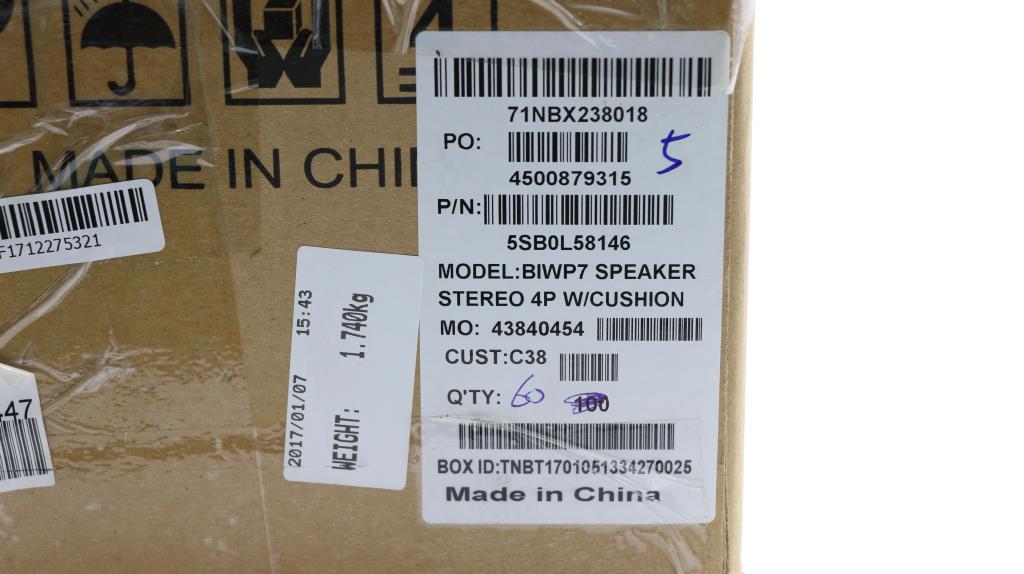 MADE IN CHI
F1712275321
447
2017/01/07 15:43
WEIGHT: 1.740kg
71NBX238018
PO:
4500879315
5
P/N:
5SB0L58146
MODEL:BIWP7 SPEAKER
STEREO 4P W/CUSHION
MO: 43840454
CUST:C38
Q'TY: 60 100
BOX ID:TNBT1701051334270025
Made in China